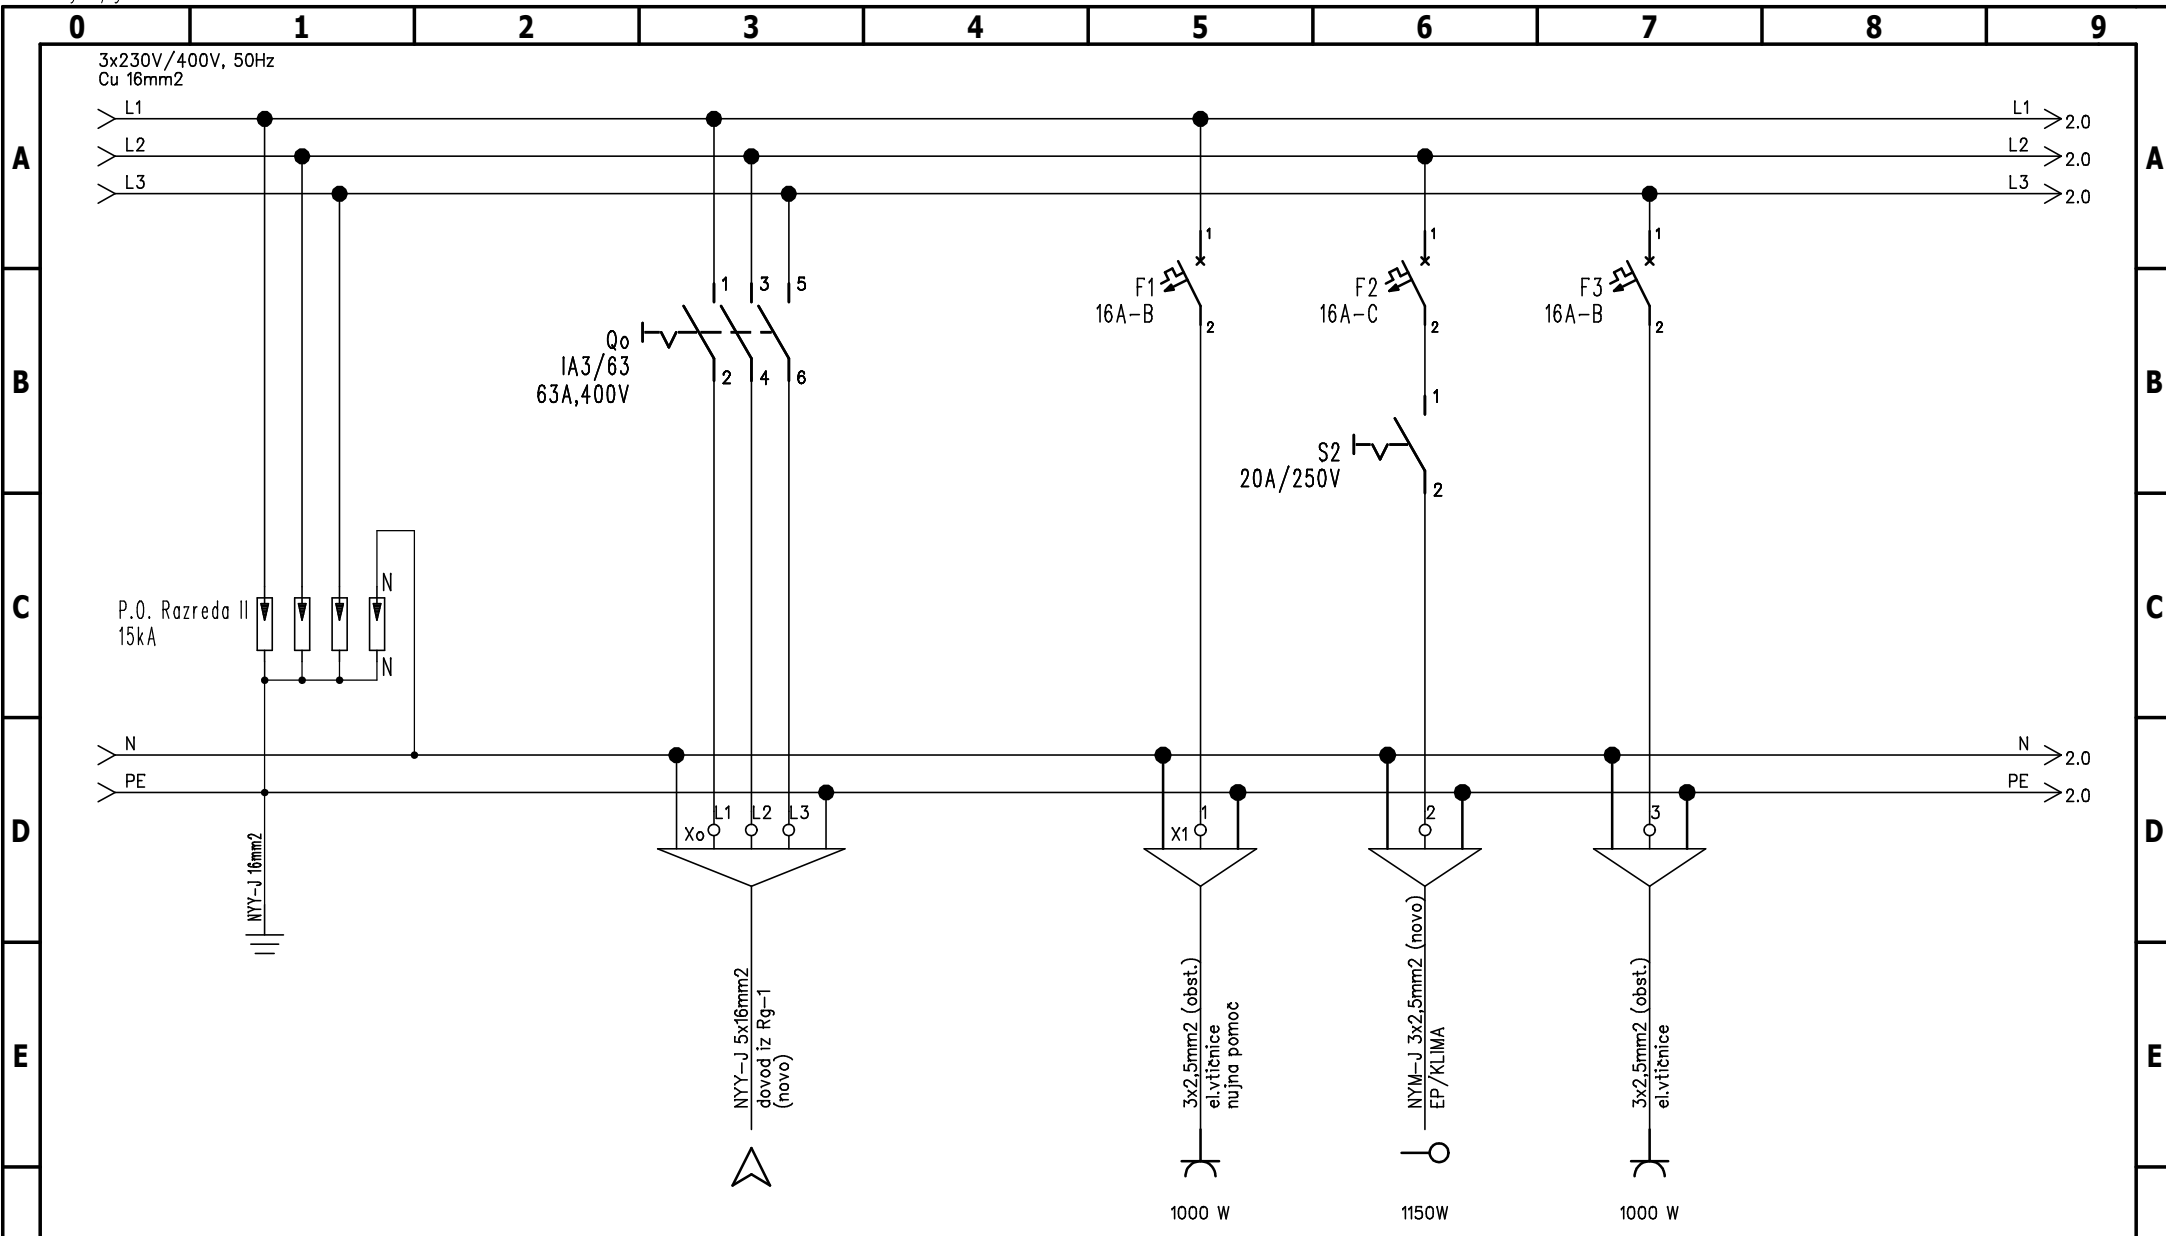 0 1 2 3 4 5 6 7 8 9
3x230V/400V, 50Hz
Cu 16mm2
L1 L1 2.0
L2 L2 2.0
L3 L3 2.0
A A
1 1 1
1 3 5
F1 F2 F3
16A-B 16A-C 16A-B
2 2 2
Qo
IA3/63
63A,400V
2 4 6
B B
1
S2
20A/250V
2
N
C C
P.O. Razreda II
15kA
N
N N 2.0
PE PE 2.0
L1 L2 L3 1 2 3
Xo X1
D D
NYY-J 16mm2
NYY-J 5x16mm2
dovod iz Rg-1
(novo)
3x2,5mm2 (obst.)
el.vtičnice
nujna pomoč
NYM-J 3x2,5mm2 (novo)
EP/KLIMA
3x2,5mm2 (obst.)
el.vtičnice
E E
1000 W 1150W 1000 W